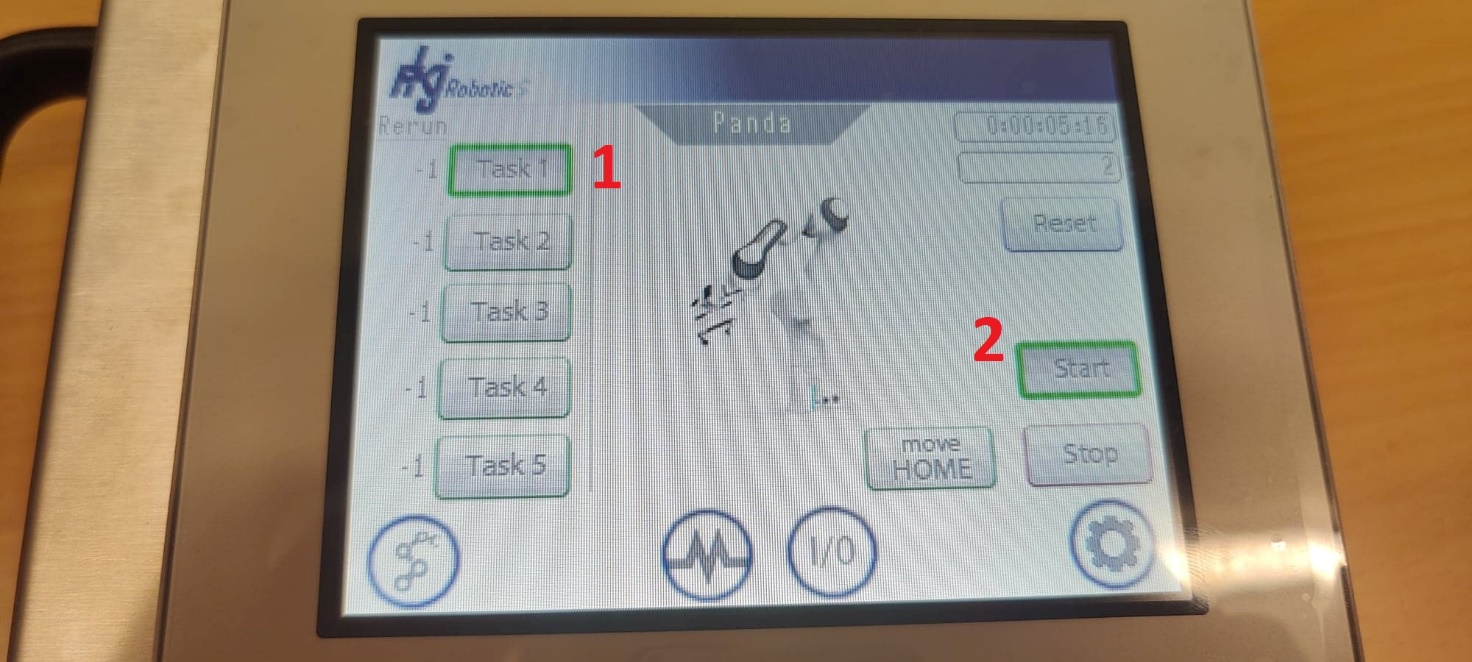 Robotics
Rerun
Panda
0:00:05:16
-1 Task 1 1
2
-1 Task 2
Reset
-1 Task 3
2
Start
-1 Task 4
-1 Task 5
move
HOME
Stop
I/O